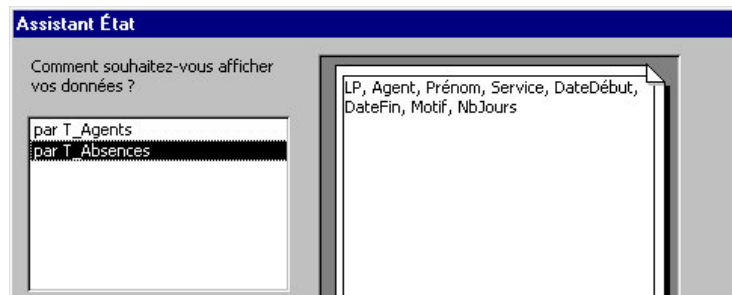 Assistant État
Comment souhaitez-vous afficher
vos données ?
par T_Agents
par T_Absences
LP, Agent, Prénom, Service, DateDébut,
DateFin, Motif, NbJours